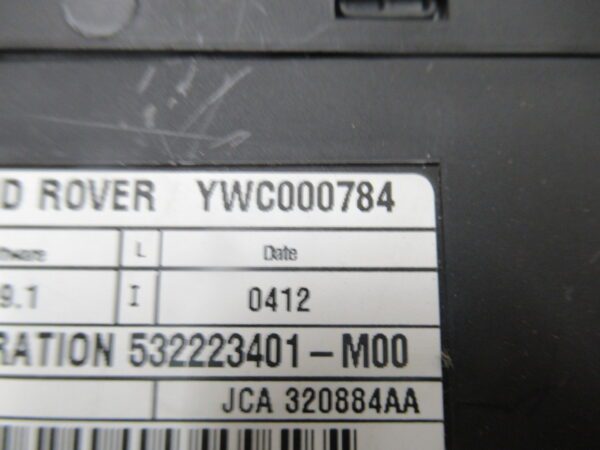 D ROVER YWC000784
ftware L Date
9.1 I 0412
RATION 532223401-M00
JCA 320884AA